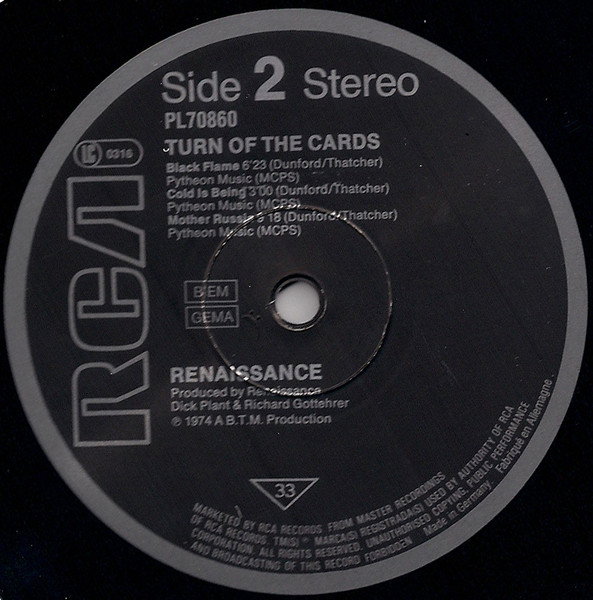 Side 2 Stereo
PL70860
LC 0316
TURN OF THE CARDS
Black Flame 6'23 (Dunford/Thatcher)
Pytheon Music (MCPS)
Cold Is Being 3'00 (Dunford/Thatcher)
Pytheon Music (MCPS)
Mother Russia 9'18 (Dunford/Thatcher)
Pytheon Music (MCPS)
RCA
BIEM
GEMA
RENAISSANCE
Produced by Renaissance
Dick Plant & Richard Gottehrer
℗ 1974 A B.T.M. Production
33
MARKETED BY RCA RECORDS FROM MASTER RECORDINGS
OF RCA RECORDS. TM(S) ® MARCA(S) REGISTRADA(S) USED BY AUTHORITY OF RCA
CORPORATION. ALL RIGHTS RESERVED. UNAUTHORISED COPYING, PUBLIC PERFORMANCE
AND BROADCASTING OF THIS RECORD FORBIDDEN Made in Germany. Fabriqué en Allemagne.